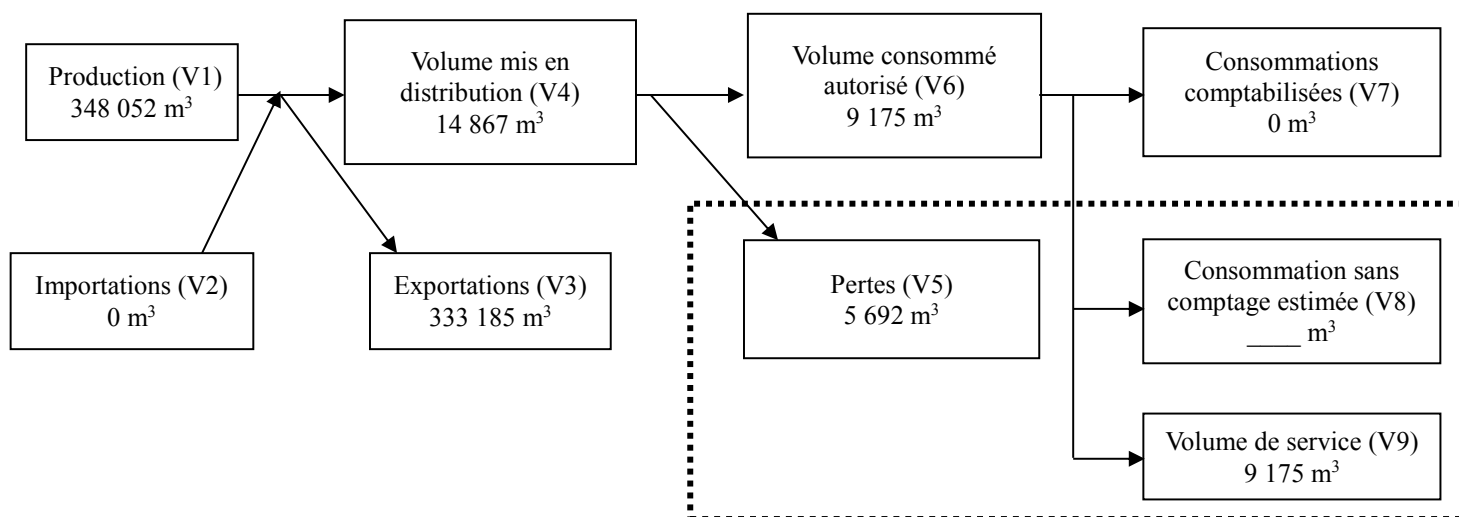 Production (V1)
348 052 m³
Volume mis en
distribution (V4)
14 867 m³
Volume consommé
autorisé (V6)
9 175 m³
Consommations
comptabilisées (V7)
0 m³
Importations (V2)
0 m³
Exportations (V3)
333 185 m³
Pertes (V5)
5 692 m³
Consommation sans
comptage estimée (V8)
____ m³
Volume de service (V9)
9 175 m³